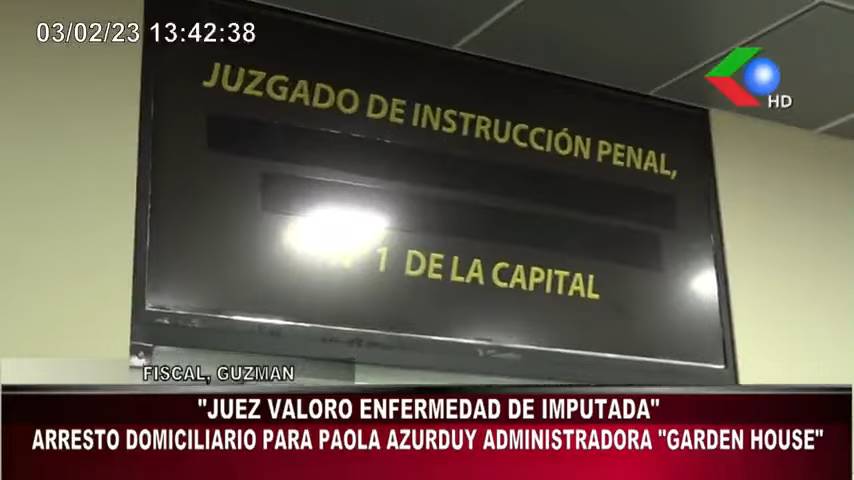 03/02/23 13:42:38
HD
JUZGADO DE INSTRUCCIÓN PENAL,
1 DE LA CAPITAL
FISCAL, GUZMAN
"JUEZ VALORO ENFERMEDAD DE IMPUTADA"
ARRESTO DOMICILIARIO PARA PAOLA AZURDUY ADMINISTRADORA "GARDEN HOUSE"